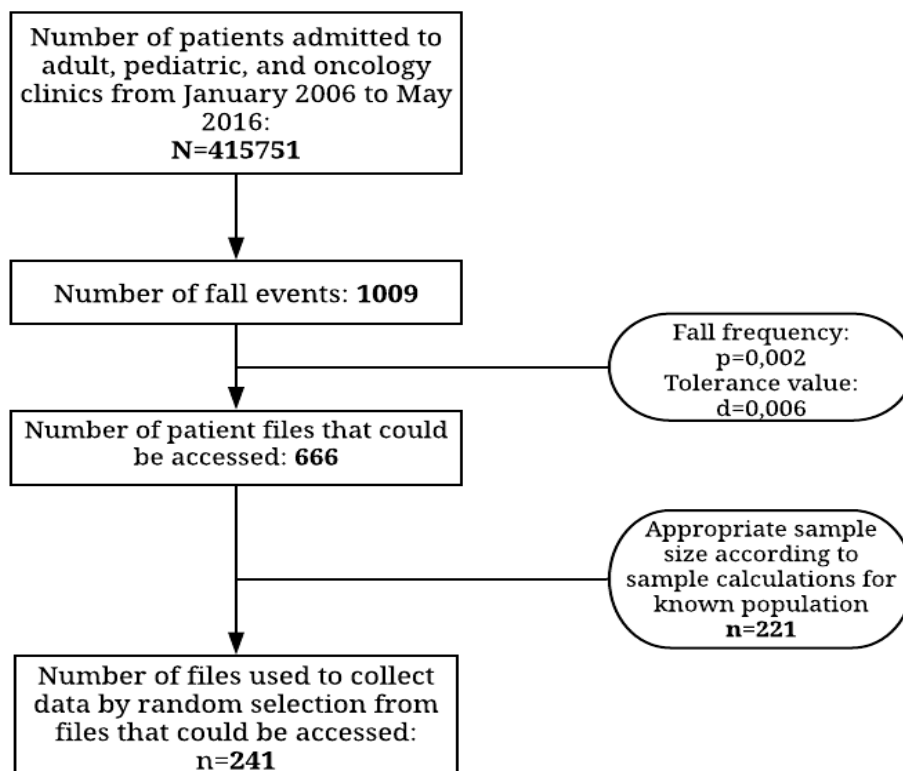 Number of patients admitted to
adult, pediatric, and oncology
clinics from January 2006 to May
2016:
N=415751
Number of fall events: 1009
Fall frequency:
p=0,002
Tolerance value:
d=0,006
Number of patient files that could
be accessed: 666
Appropriate sample
size according to
sample calculations for
known population
n=221
Number of files used to collect
data by random selection from
files that could be accessed:
n=241